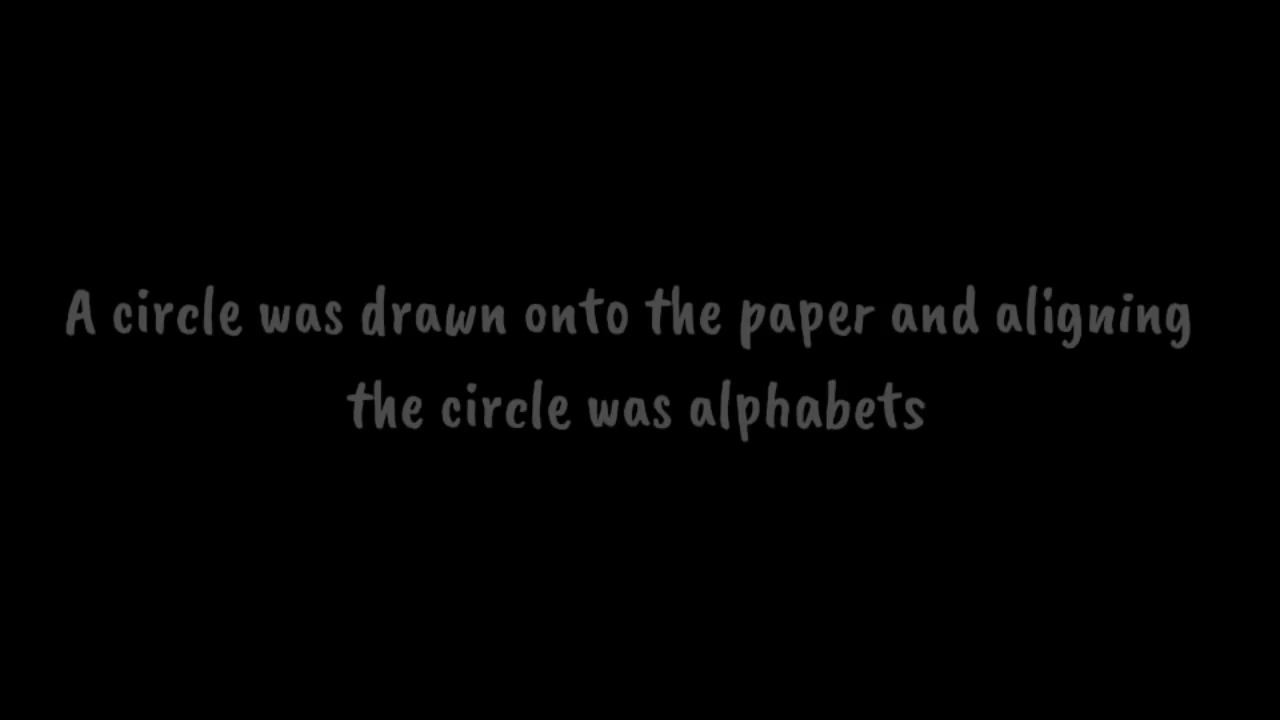 A circle was drawn onto the paper and aligning
the circle was alphabets